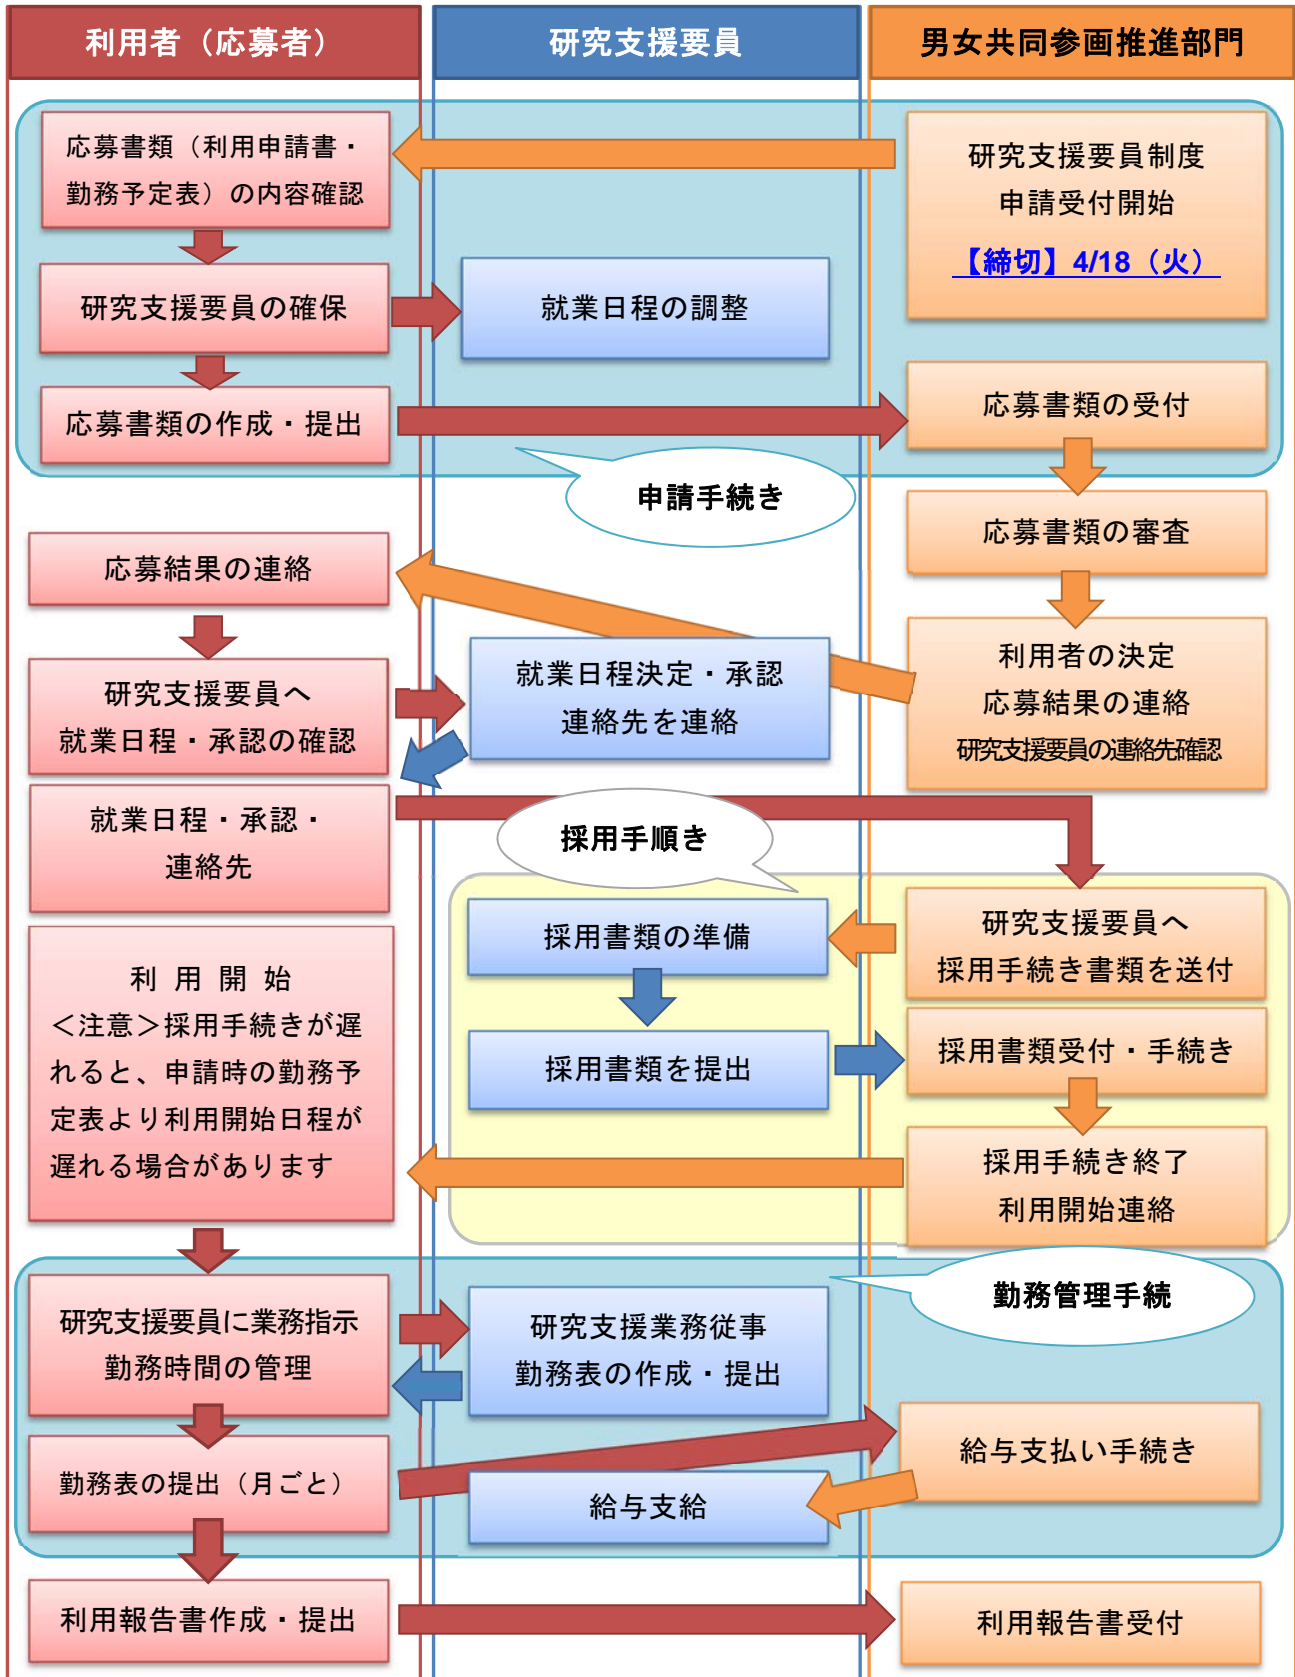 利用者（応募者）
研究支援要員
男女共同参画推進部門
応募書類（利用申請書・
勤務予定表）の内容確認
研究支援要員制度
申請受付開始
【締切】4/18（火）
研究支援要員の確保
就業日程の調整
応募書類の作成・提出
応募書類の受付
申請手続き
応募書類の審査
応募結果の連絡
利用者の決定
応募結果の連絡
研究支援要員の連絡先確認
研究支援要員へ
就業日程・承認の確認
就業日程決定・承認
連絡先を連絡
就業日程・承認・
連絡先
採用手順き
研究支援要員へ
採用手続き書類を送付
採用書類の準備
採用書類を提出
採用書類受付・手続き
採用手続き終了
利用開始連絡
利 用 開 始
＜注意＞採用手続きが遅
れると、申請時の勤務予
定表より利用開始日程が
遅れる場合があります
勤務管理手続
研究支援要員に業務指示
勤務時間の管理
研究支援業務従事
勤務表の作成・提出
勤務表の提出（月ごと）
給与支払い手続き
給与支給
利用報告書作成・提出
利用報告書受付